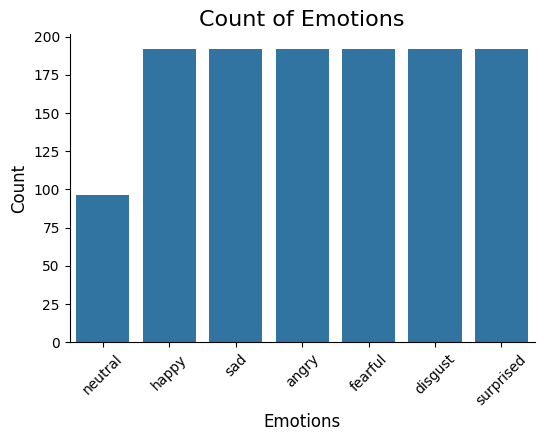 Count of Emotions
Count
200
175
150
125
100
75
50
25
0
neutral
happy
sad
angry
fearful
disgust
surprised
Emotions